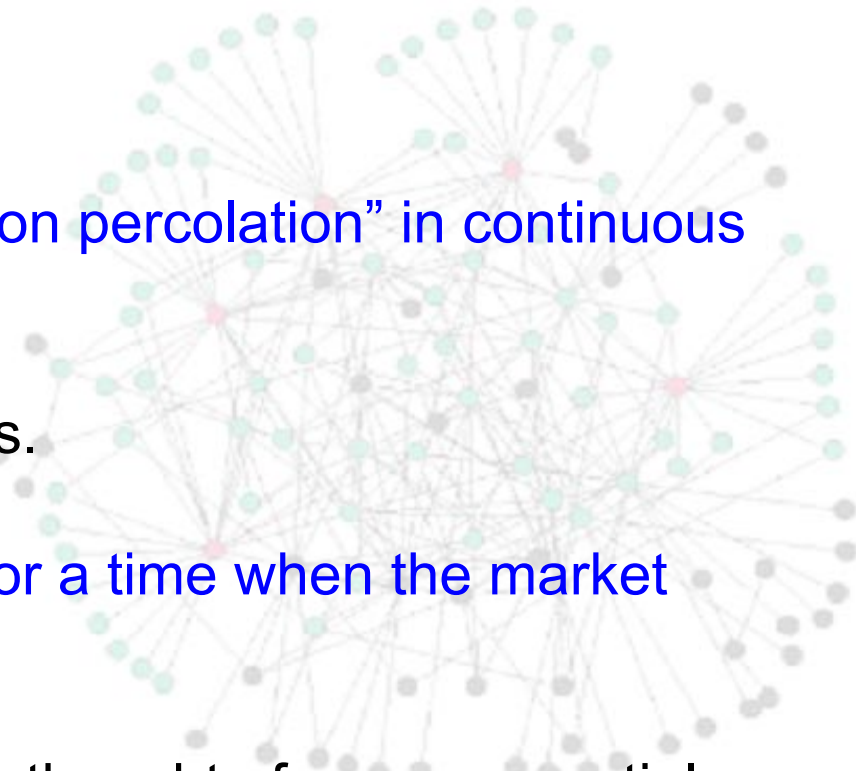 on percolation” in continuous
s.
or a time when the market